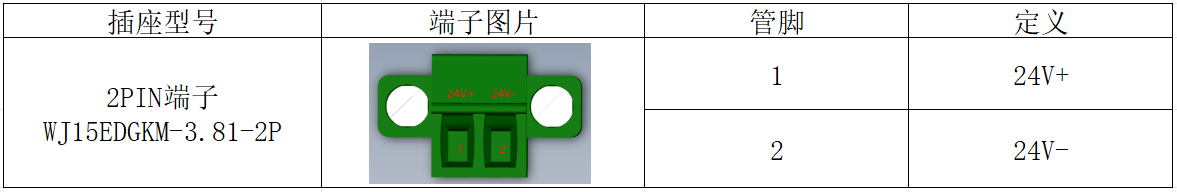 插座型号 端子图片 管脚 定义
2PIN端子
WJ15EDGKM-3.81-2P
24V+ 24V-
1 2
1 24V+
2 24V-